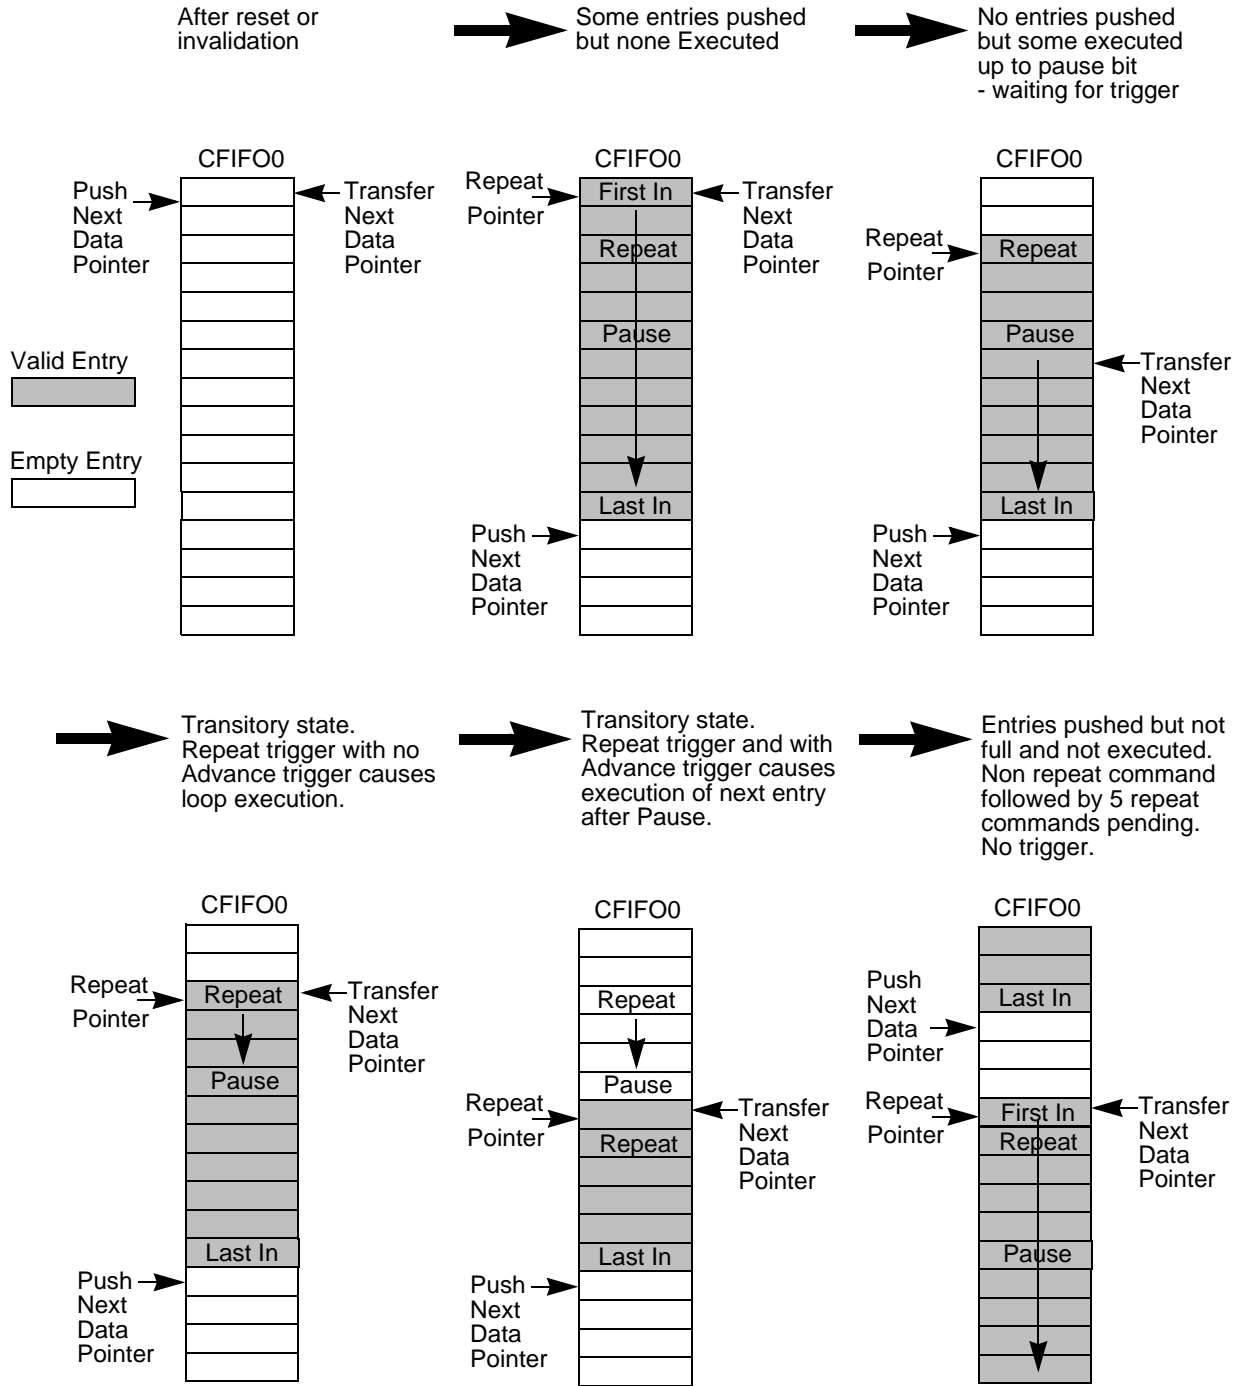 After reset or
invalidation
Some entries pushed
but none Executed
No entries pushed
but some executed
up to pause bit
- waiting for trigger
CFIFO0
Push
Next
Data
Pointer
Transfer
Next
Data
Pointer
Valid Entry
Empty Entry
CFIFO0
Repeat
Pointer
First In
Repeat
Pause
Last In
Transfer
Next
Data
Pointer
Push
Next
Data
Pointer
CFIFO0
Repeat
Pointer
Repeat
Pause
Last In
Transfer
Next
Data
Pointer
Push
Next
Data
Pointer
Transitory state.
Repeat trigger with no
Advance trigger causes
loop execution.
Transitory state.
Repeat trigger and with
Advance trigger causes
execution of next entry
after Pause.
Entries pushed but not
full and not executed.
Non repeat command
followed by 5 repeat
commands pending.
No trigger.
CFIFO0
Repeat
Pointer
Repeat
Pause
Last In
Transfer
Next
Data
Pointer
Push
Next
Data
Pointer
CFIFO0
Repeat
Pause
Repeat
Pointer
Repeat
Last In
Transfer
Next
Data
Pointer
Push
Next
Data
Pointer
CFIFO0
Push
Next
Data
Pointer
Last In
Repeat
Pointer
First In
Repeat
Pause
Transfer
Next
Data
Pointer